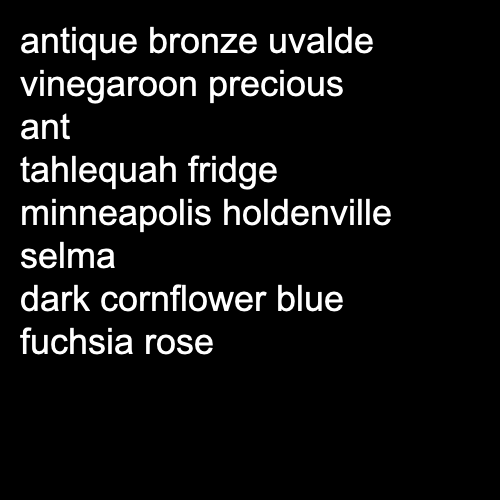 antique bronze uvalde
vinegaroon precious
ant
tahlequah fridge
minneapolis holdenville
selma
dark cornflower blue
fuchsia rose